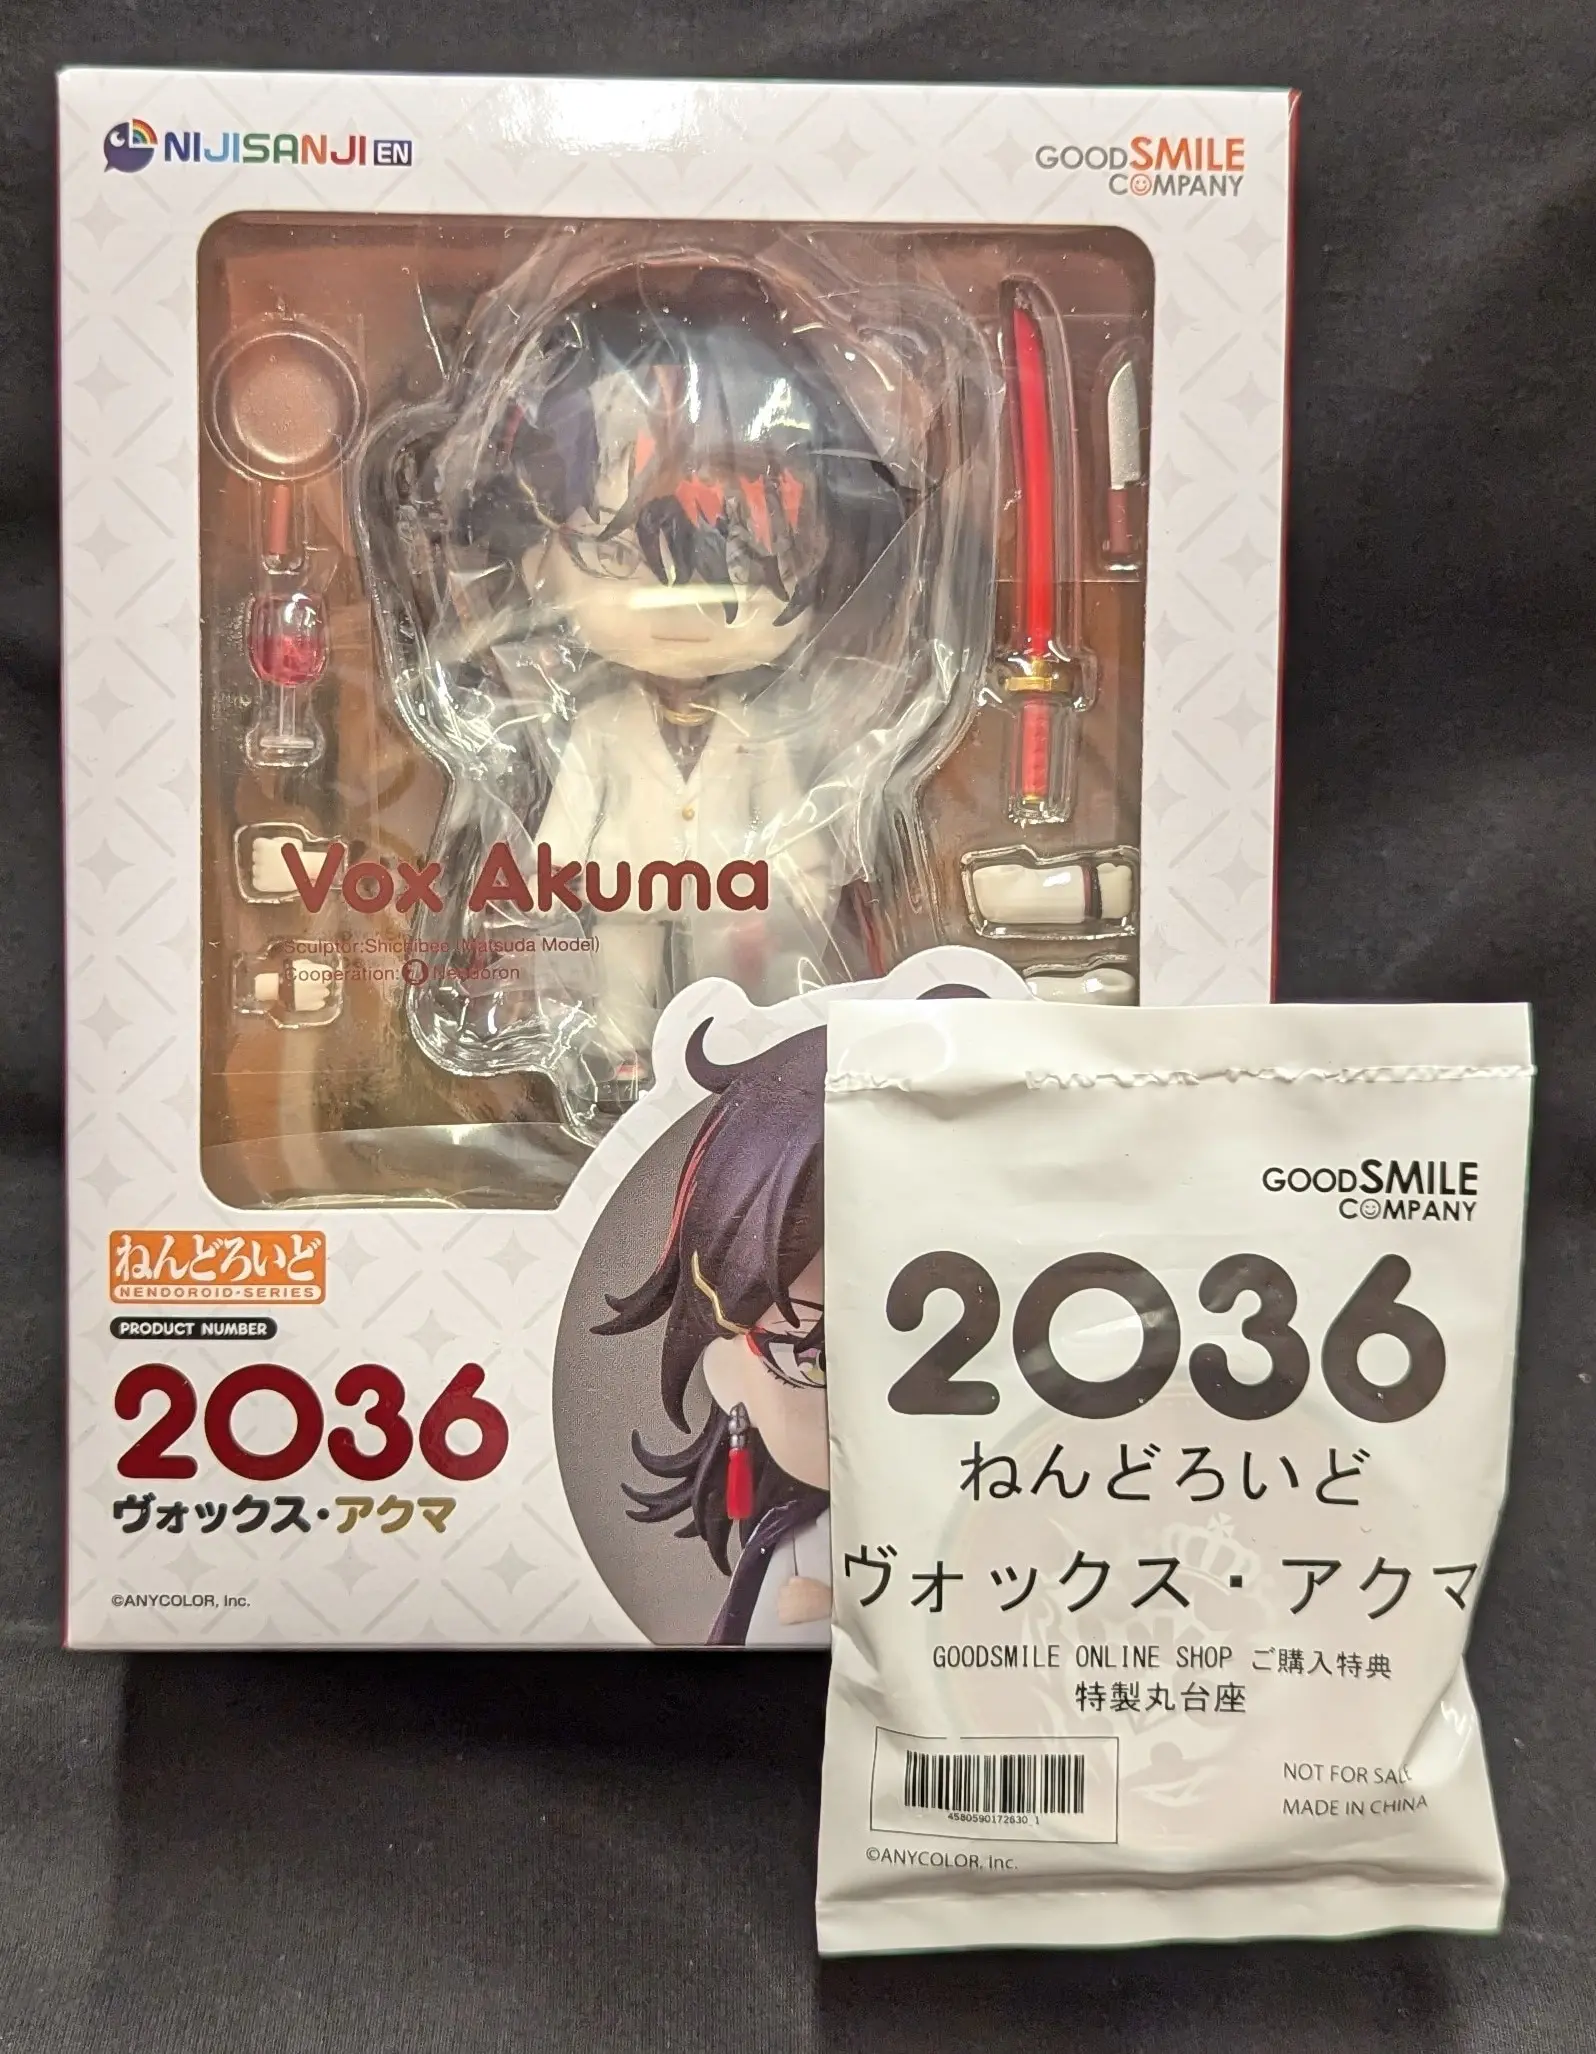 NIJISANJI EN
GOOD SMILE
COMPANY
Vox Akuma
Sculptor:Shichibee (Matsuda Model)
Cooperation: Nendoron
ねんどろいど
NENDOROID・SERIES
PRODUCT NUMBER
2036
ヴォックス・アクマ
©ANYCOLOR, Inc.
GOOD SMILE
COMPANY
2036
ねんどろいど
ヴォックス・アクマ
GOODSMILE ONLINE SHOP ご購入特典
特製丸台座
NOT FOR SALE
MADE IN CHINA
4580590172630 1
©ANYCOLOR, Inc.